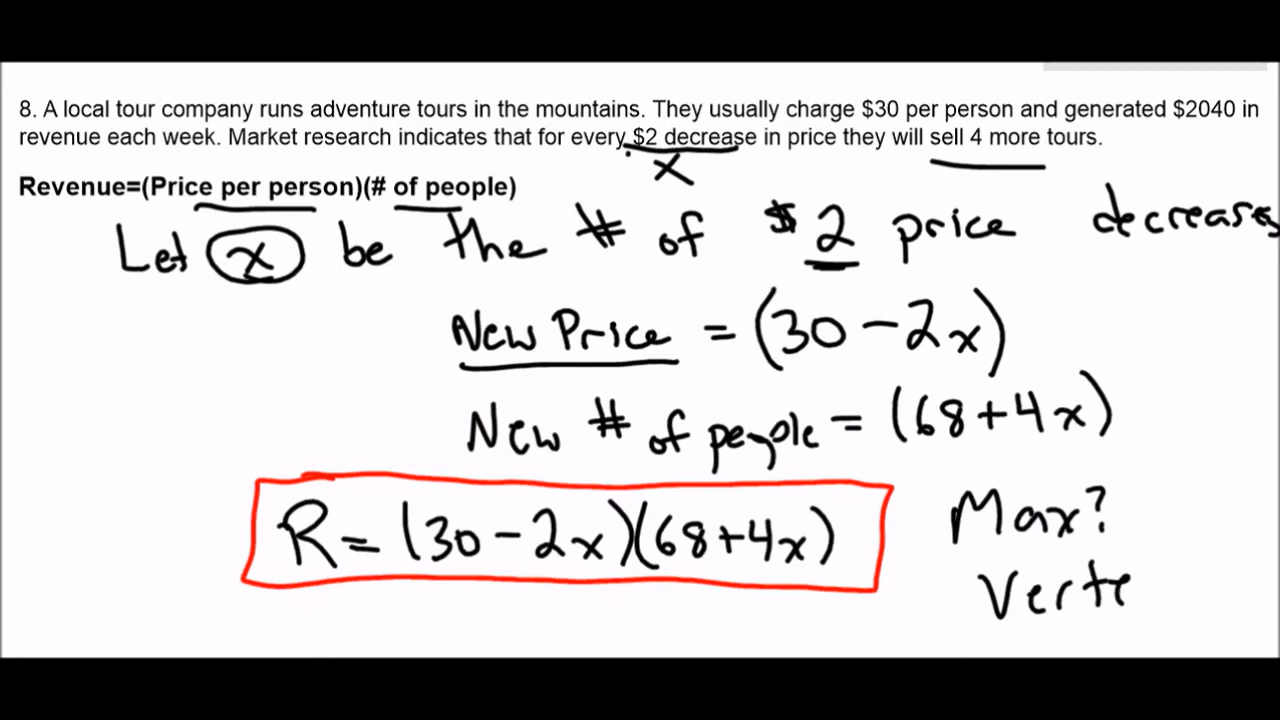 8. A local tour company runs adventure tours in the mountains. They usually charge $30 per person and generated $2040 in
revenue each week. Market research indicates that for every $2 decrease in price they will sell 4 more tours.
x
Revenue=(Price per person)(# of people)
Let x be the # of $2 price decreases
New Price = (30-2x)
New # of people = (68+4x)
R=(30-2x)(68+4x)
Max?
Verte